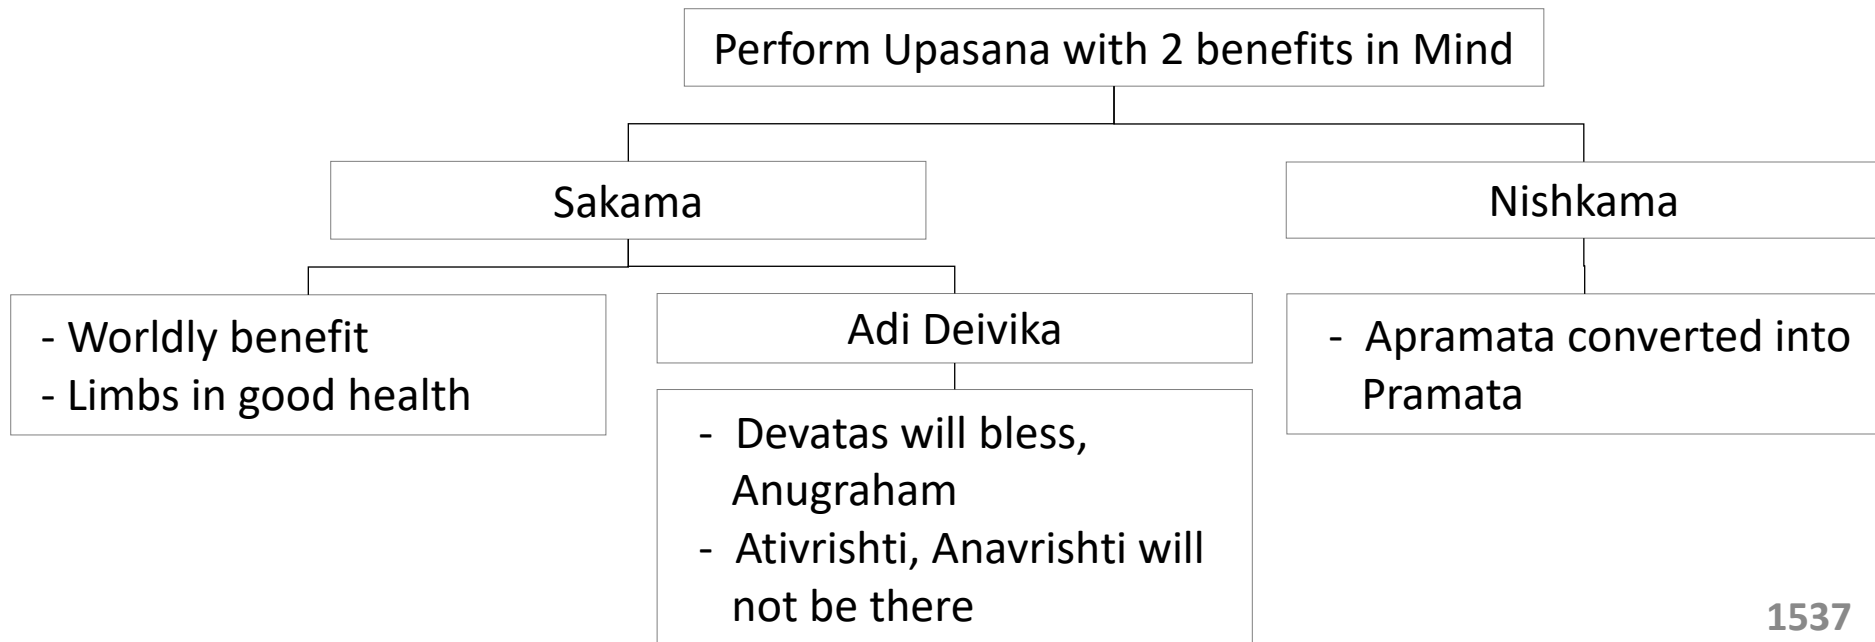 Perform Upasana with 2 benefits in Mind
Sakama
Nishkama
- Worldly benefit
- Limbs in good health
Adi Deivika
- Devatas will bless,
Anugraham
- Ativrishti, Anavrishti will
not be there
- Apramata converted into
Pramata
1537